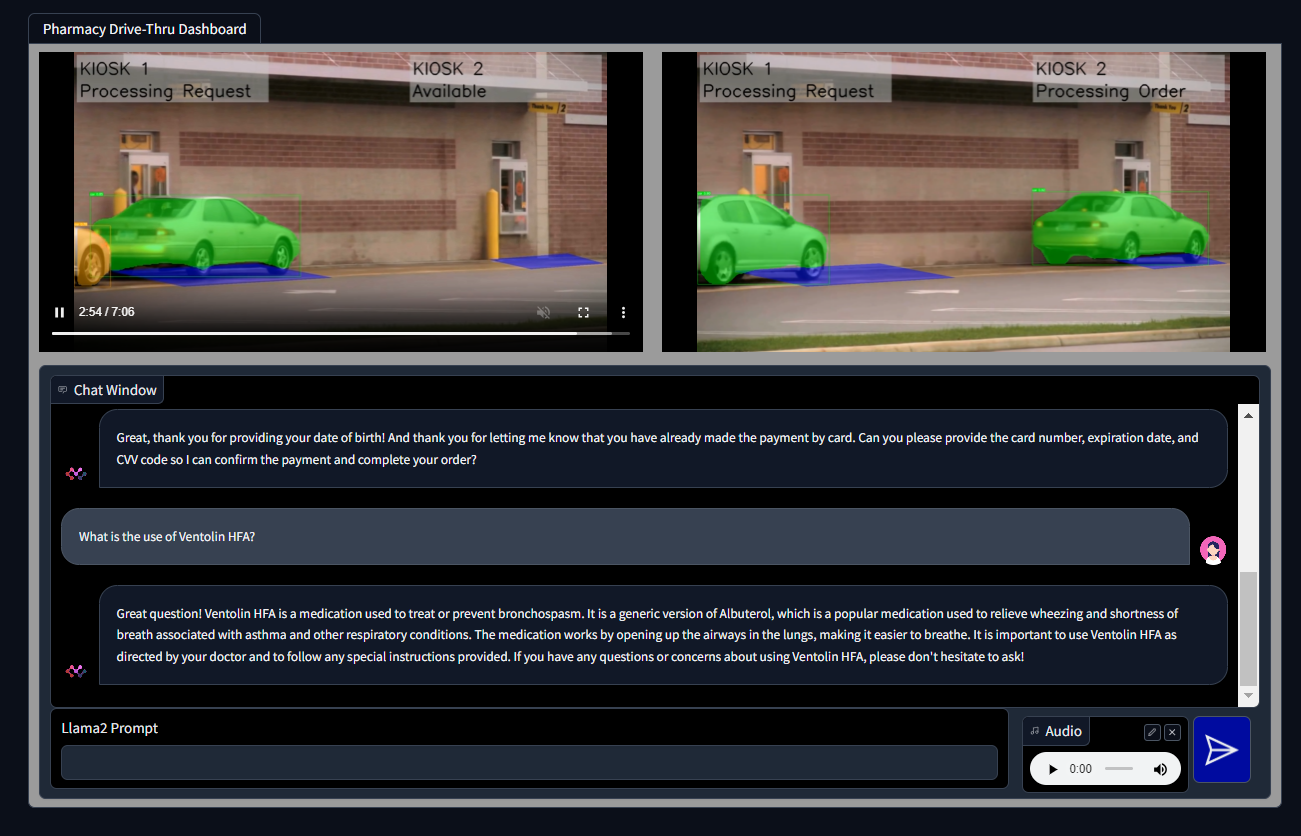 Pharmacy Drive-Thru Dashboard
KIOSK 1
Processing Request
KIOSK 2
Available
Thank You /2
2:54 / 7:06
KIOSK 1
Processing Request
KIOSK 2
Processing Order
Thank You /2
Chat Window
Great, thank you for providing your date of birth! And thank you for letting me know that you have already made the payment by card. Can you please provide the card number, expiration date, and
CVV code so I can confirm the payment and complete your order?
What is the use of Ventolin HFA?
Great question! Ventolin HFA is a medication used to treat or prevent bronchospasm. It is a generic version of Albuterol, which is a popular medication used to relieve wheezing and shortness of
breath associated with asthma and other respiratory conditions. The medication works by opening up the airways in the lungs, making it easier to breathe. It is important to use Ventolin HFA as
directed by your doctor and to follow any special instructions provided. If you have any questions or concerns about using Ventolin HFA, please don't hesitate to ask!
Llama2 Prompt
Audio
0:00